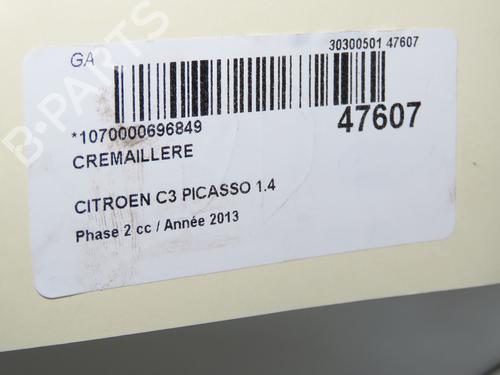 GA
30300501 47607
*1070000696849
47607
CREMAILLERE
CITROEN C3 PICASSO 1.4
Phase 2 cc / Année 2013
B-PARTS